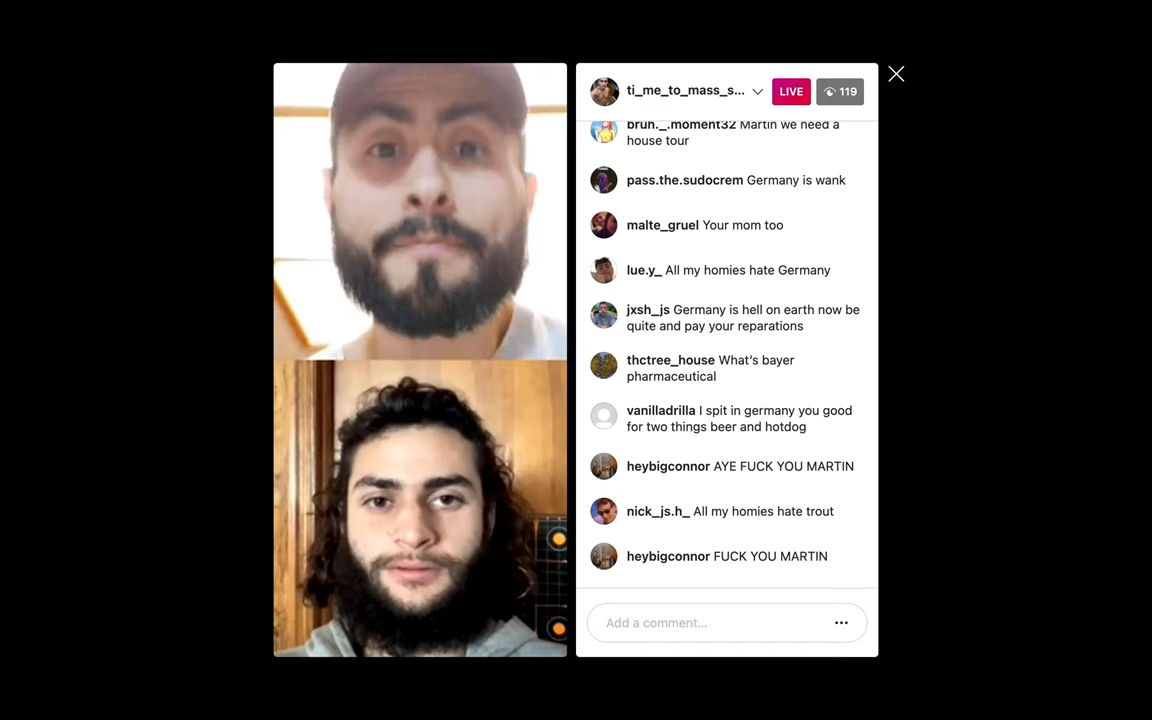 ti_me_to_mass_s...
LIVE
119
bruh._.moment32 Martin we need a
house tour
pass.the.sudocrem Germany is wank
malte_gruel Your mom too
lue.y_ All my homies hate Germany
jxsh_js Germany is hell on earth now be
quite and pay your reparations
thctree_house What's bayer
pharmaceutical
vanilladrilla I spit in germany you good
for two things beer and hotdog
heybigconnor AYE FUCK YOU MARTIN
nick_js.h_ All my homies hate trout
heybigconnor FUCK YOU MARTIN
Add a comment...